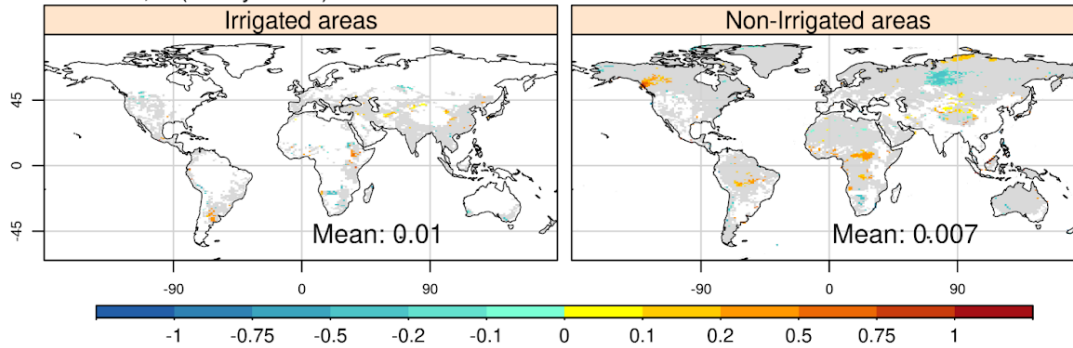 Irrigated areas
Non-Irrigated areas
45
0
-45
Mean: 0.01
Mean: 0.007
-90 0 90 -90 0 90
-1 -0.75 -0.5 -0.2 -0.1 0 0.1 0.2 0.5 0.75 1